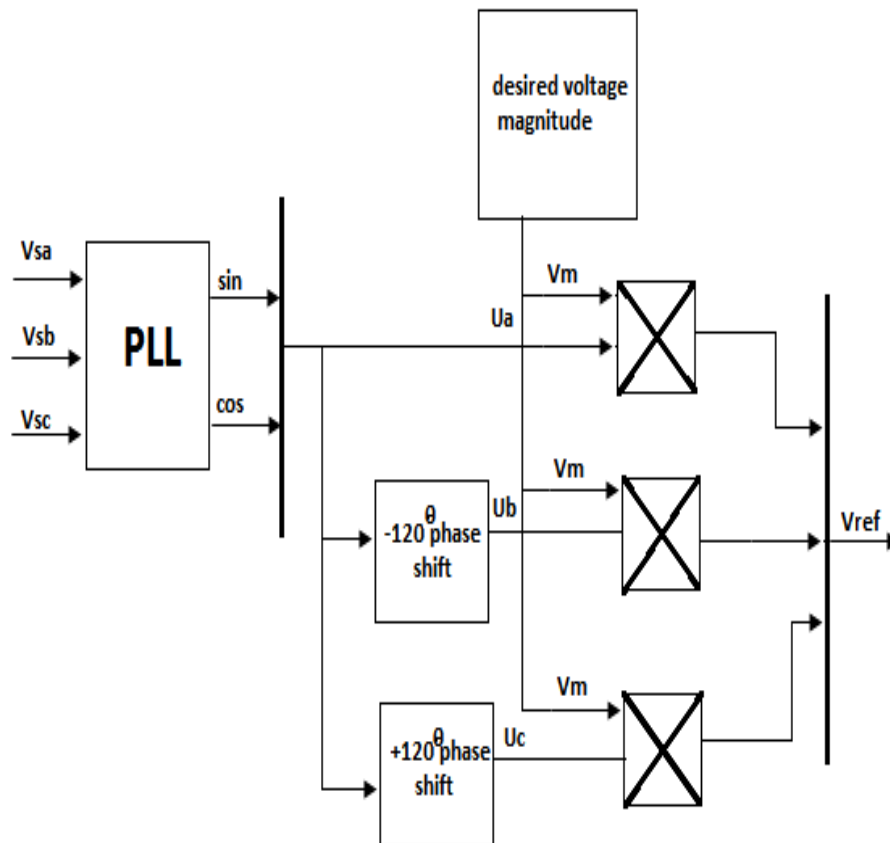 desired voltage
magnitude
Vsa
Vsb
Vsc
PLL
sin
cos
Ua
Vm
θ
-120 phase
shift
Ub
Vm
θ
+120 phase
shift
Uc
Vm
Vref